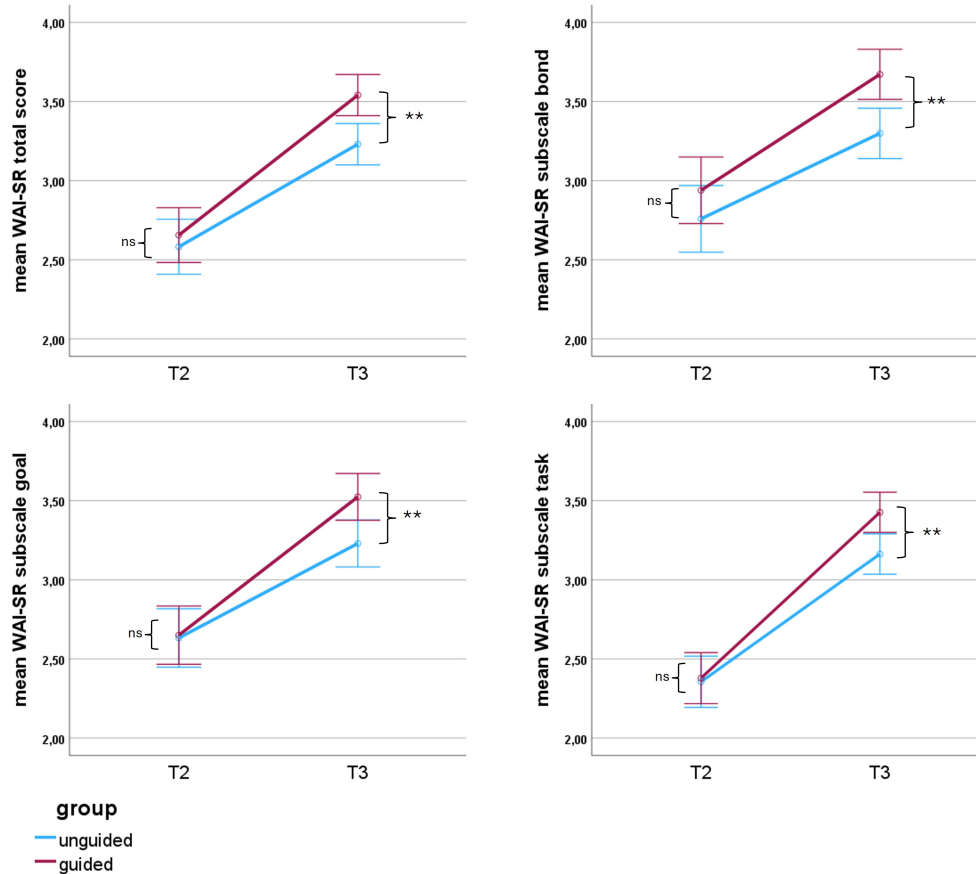 mean WAI-SR total score
4,00
3,50
3,00
2,50
2,00
ns
**
T2
T3
mean WAI-SR subscale bond
4,00
3,50
3,00
2,50
2,00
ns
**
T2
T3
mean WAI-SR subscale goal
4,00
3,50
3,00
2,50
2,00
ns
**
T2
T3
mean WAI-SR subscale task
4,00
3,50
3,00
2,50
2,00
ns
**
T2
T3
group
unguided
guided